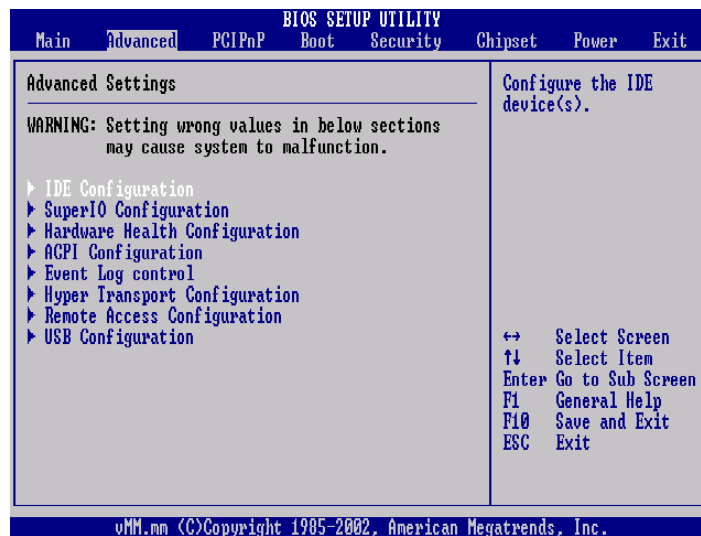 BIOS SETUP UTILITY
Main Advanced PCIPnP Boot Security Chipset Power Exit
Advanced Settings
WARNING: Setting wrong values in below sections
may cause system to malfunction.
IDE Configuration
SuperIO Configuration
Hardware Health Configuration
ACPI Configuration
Event Log control
Hyper Transport Configuration
Remote Access Configuration
USB Configuration
Configure the IDE
device(s).
↔ Select Screen
↑↓ Select Item
Enter Go to Sub Screen
F1 General Help
F10 Save and Exit
ESC Exit
vMM.mm (C)Copyright 1985-2002, American Megatrends, Inc.